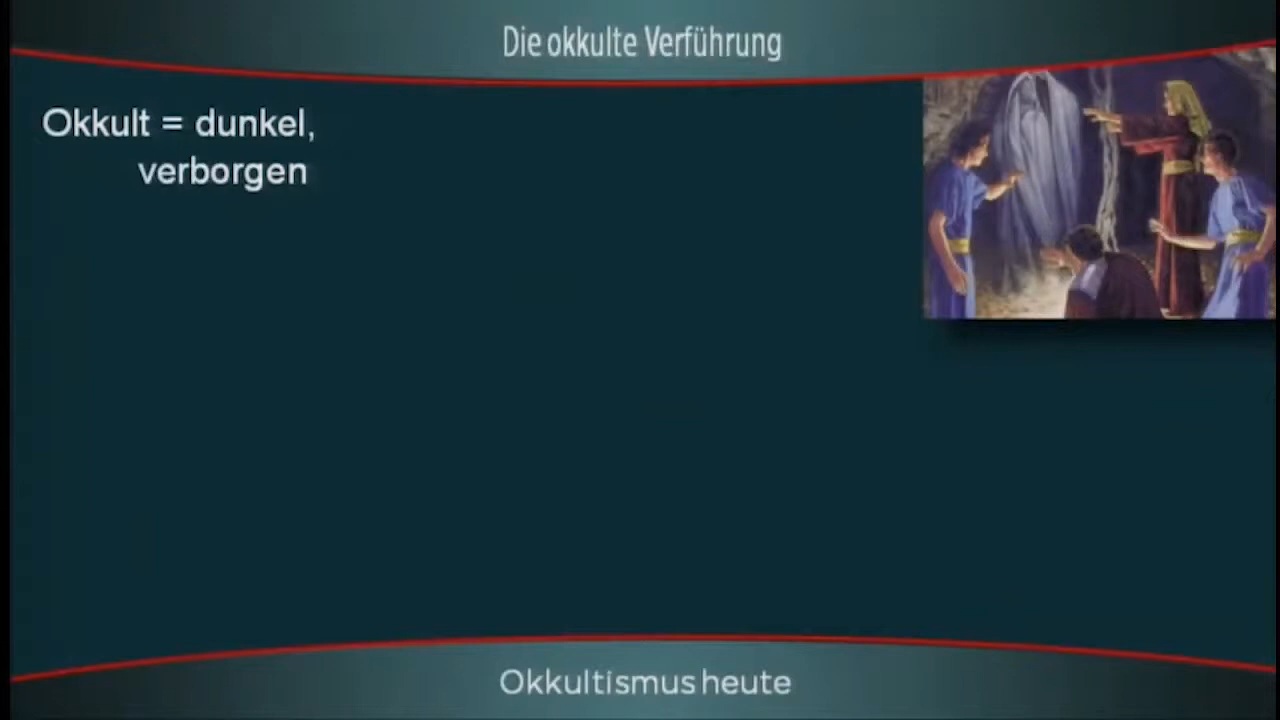 Die okkulte Verführung
Okkult = dunkel,
verborgen
Okkultismus heute